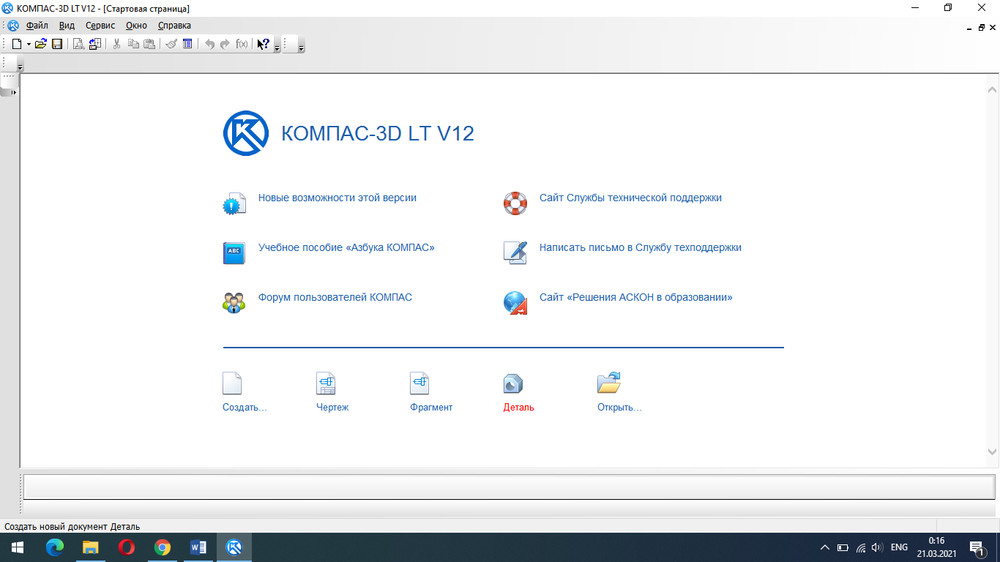 КОМПАС-3D LT V12 - [Стартовая страница]
Файл Вид Сервис Окно Справка
f(x)
КОМПАС-3D LT V12
Новые возможности этой версии
Сайт Службы технической поддержки
ABC
Учебное пособие «Азбука КОМПАС»
Написать письмо в Службу техподдержки
Форум пользователей КОМПАС
Сайт «Решения АСКОН в образовании»
Создать... Чертеж Фрагмент Деталь Открыть...
Создать новый документ Деталь
ENG
0:16
21.03.2021
1